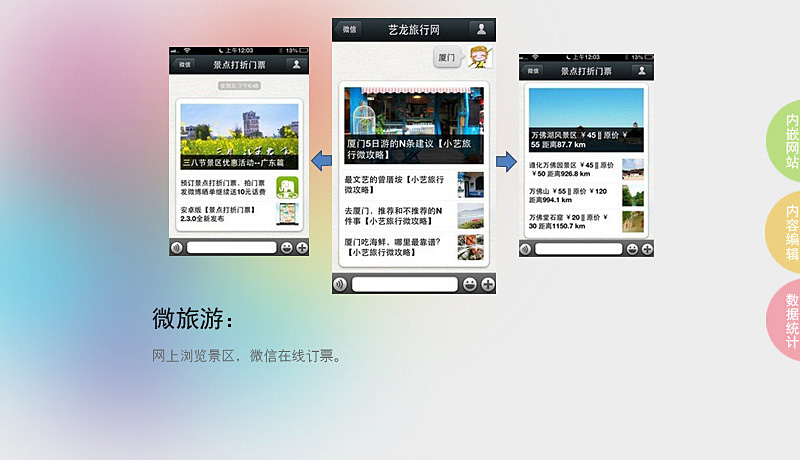 上午12:03
13%
微信
景点打折门票
三八节景区优惠活动--广东篇
预订景点打折门票，拍门票
发微博晒单继续送10元话费
安卓版【景点打折门票】
2.3.0全新发布
微信
艺龙旅行网
厦门
厦门5日游的N条建议【小艺旅
行微攻略】
最文艺的曾厝垵【小艺旅行
微攻略】
去厦门，推荐和不推荐的N
件事【小艺旅行微攻略】
厦门吃海鲜，哪里最靠谱？
【小艺旅行微攻略】
上午12:03
13%
微信
景点打折门票
万佛湖风景区 ￥45 || 原价 ￥
55 距离87.7 km
遵化万佛园景区 ￥45 || 原价
￥50 距离926.8 km
万佛山 ￥55 || 原价 ￥120
距离994.1 km
万佛堂石窟 ￥20 || 原价 ￥
30 距离1150.7 km
内嵌网站
内容编辑
数据统计
微旅游：
网上浏览景区，微信在线订票。